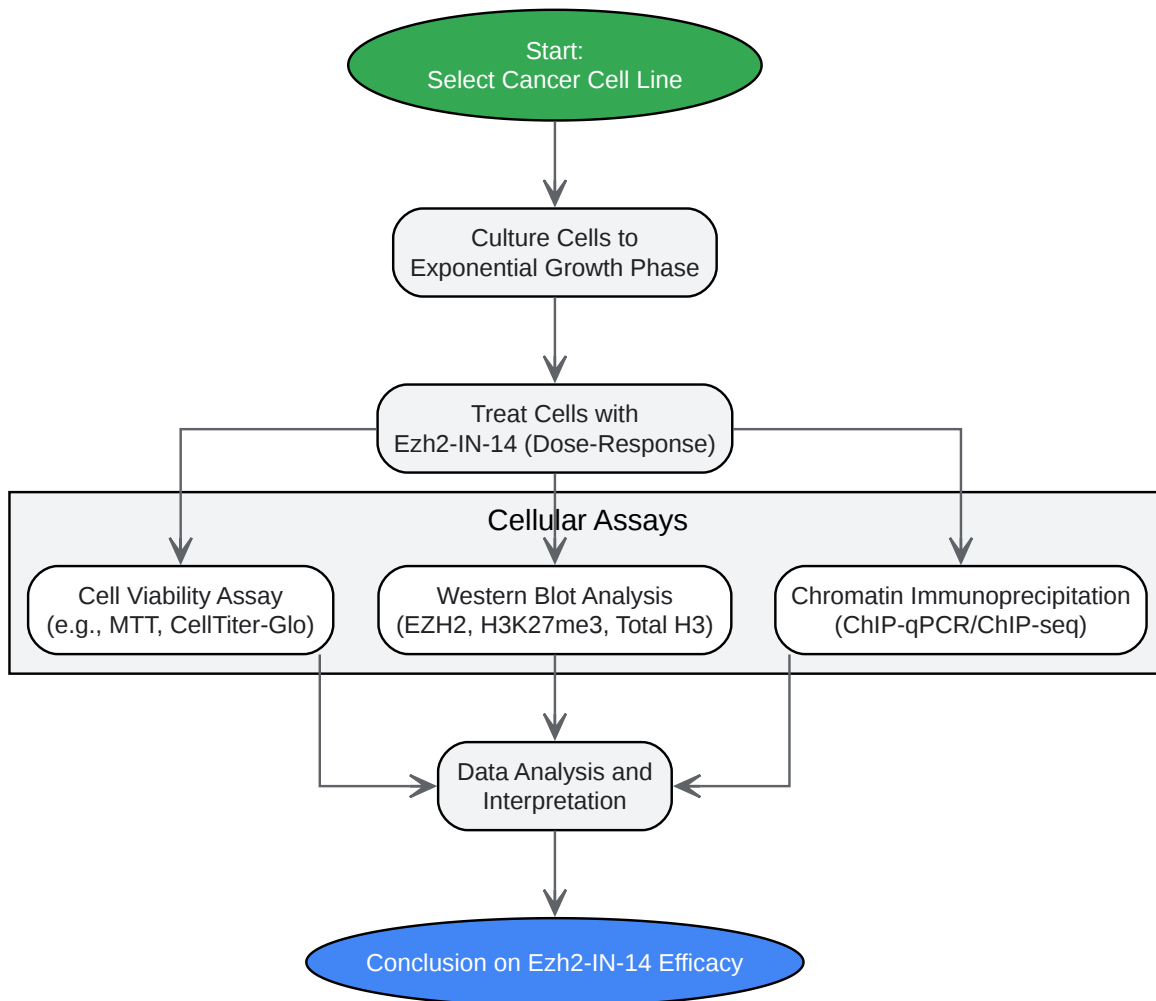 Start:
Select Cancer Cell Line
Culture Cells to
Exponential Growth Phase
Treat Cells with
Ezh2-IN-14 (Dose-Response)
Cellular Assays
Cell Viability Assay
(e.g., MTT, CellTiter-Glo)
Western Blot Analysis
(EZH2, H3K27me3, Total H3)
Chromatin Immunoprecipitation
(ChIP-qPCR/ChIP-seq)
Data Analysis and
Interpretation
Conclusion on Ezh2-IN-14 Efficacy